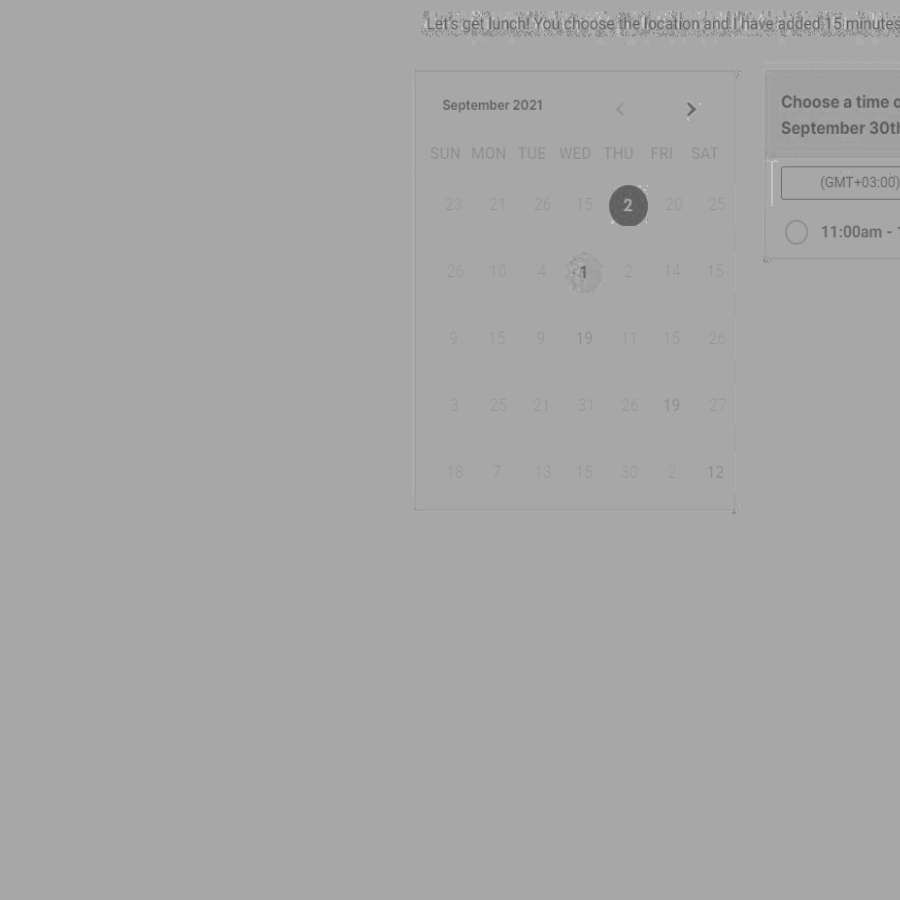 Let's get lunch! You choose the location and I have added 15 minutes
September 2021
SUN MON TUE WED THU FRI SAT
23 21 26 15 2 20 25
26 10 4 1 2 14 15
9 15 9 19 11 15 26
3 25 21 31 26 19 27
18 7 13 15 30 2 12
Choose a time o
September 30th
(GMT+03:00)
11:00am - 1